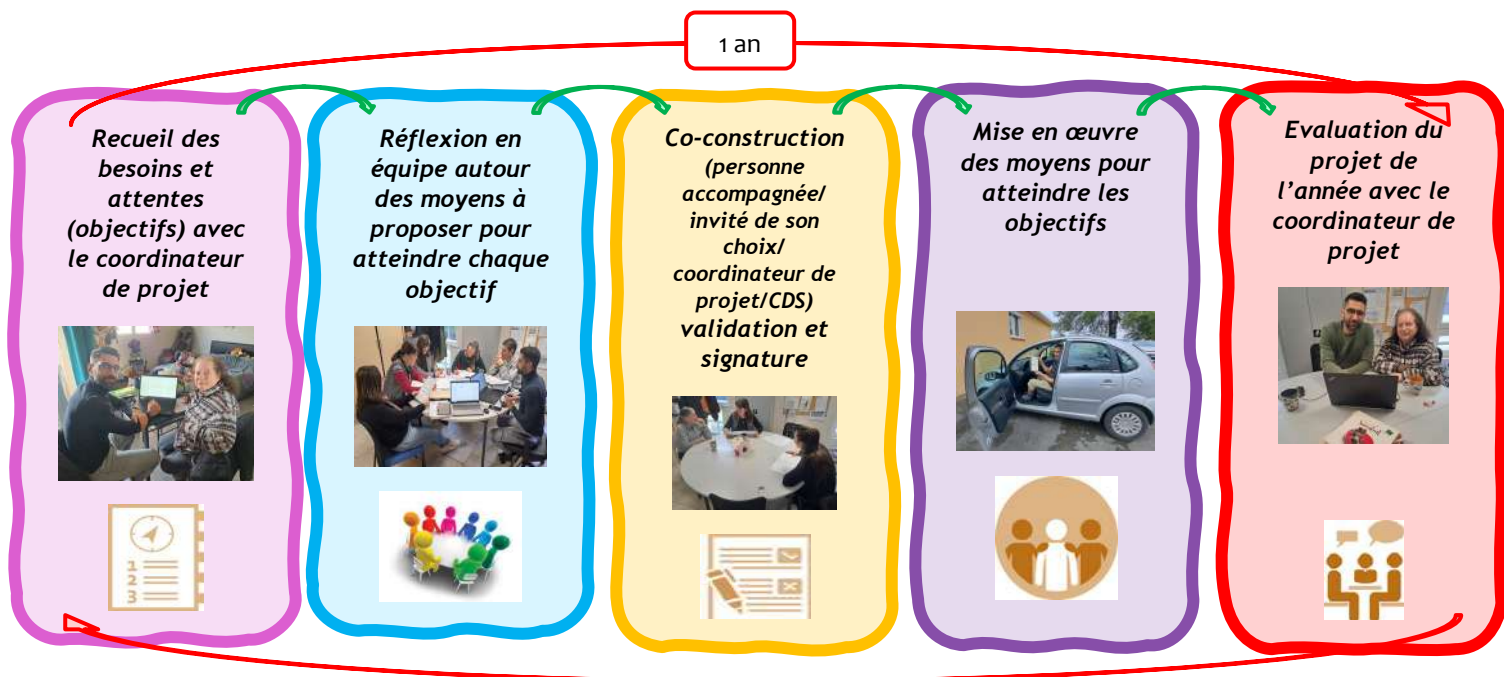 1 an
Recueil des
besoins et
attentes
(objectifs) avec
le coordinateur
de projet
Réflexion en
équipe autour
des moyens à
proposer pour
atteindre chaque
objectif
Co-construction
(personne
accompagnée/
invité de son
choix/
coordinateur de
projet/CDS)
validation et
signature
Mise en œuvre
des moyens pour
atteindre les
objectifs
Evaluation du
projet de
l’année avec le
coordinateur de
projet
1
2
3